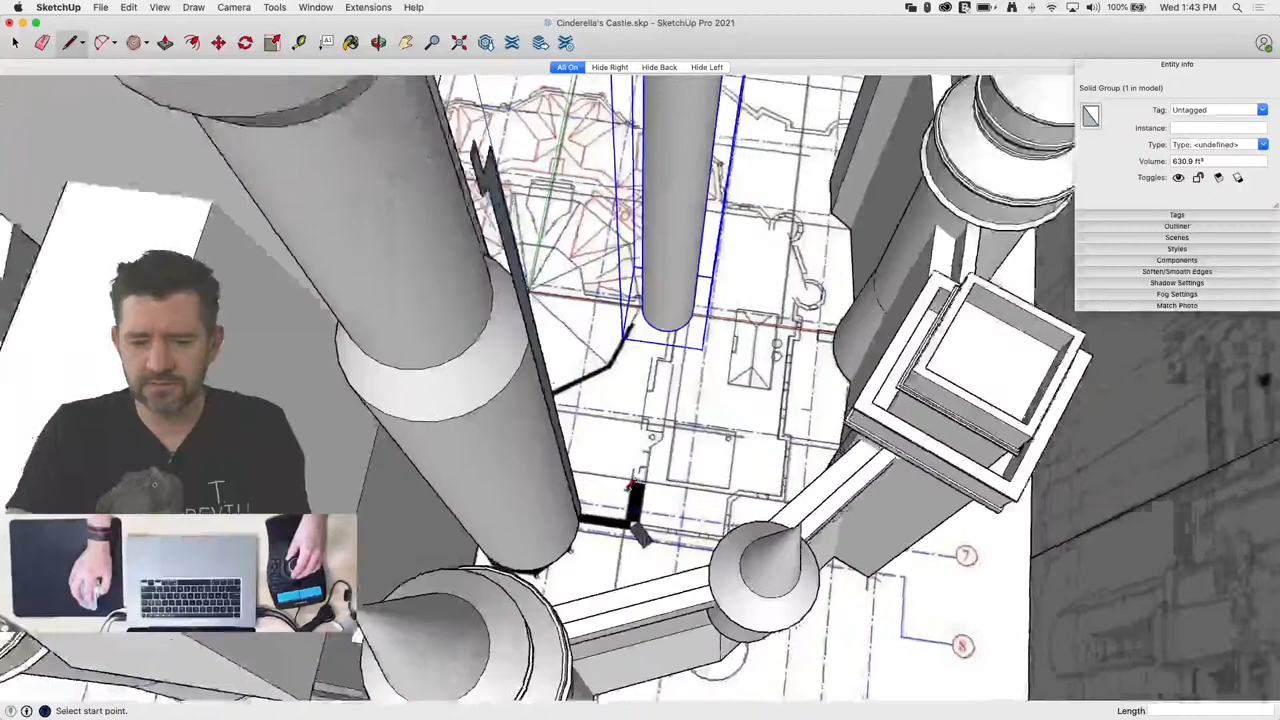 SketchUp File Edit View Draw Camera Tools Window Extensions Help 100% Wed 1:43 PM
Cinderella's Castle.skp - SketchUp Pro 2021
All On Hide Right Hide Back Hide Left
Entity Info
Solid Group (1 in model)
Tag: Untagged
Instance:
Type: Type: <undefined>
Volume: 630.9 ft³
Toggles:
Tags
Outliner
Scenes
Styles
Components
Soften/Smooth Edges
Shadow Settings
Fog Settings
Match Photo
7
8
Select start point.
Length